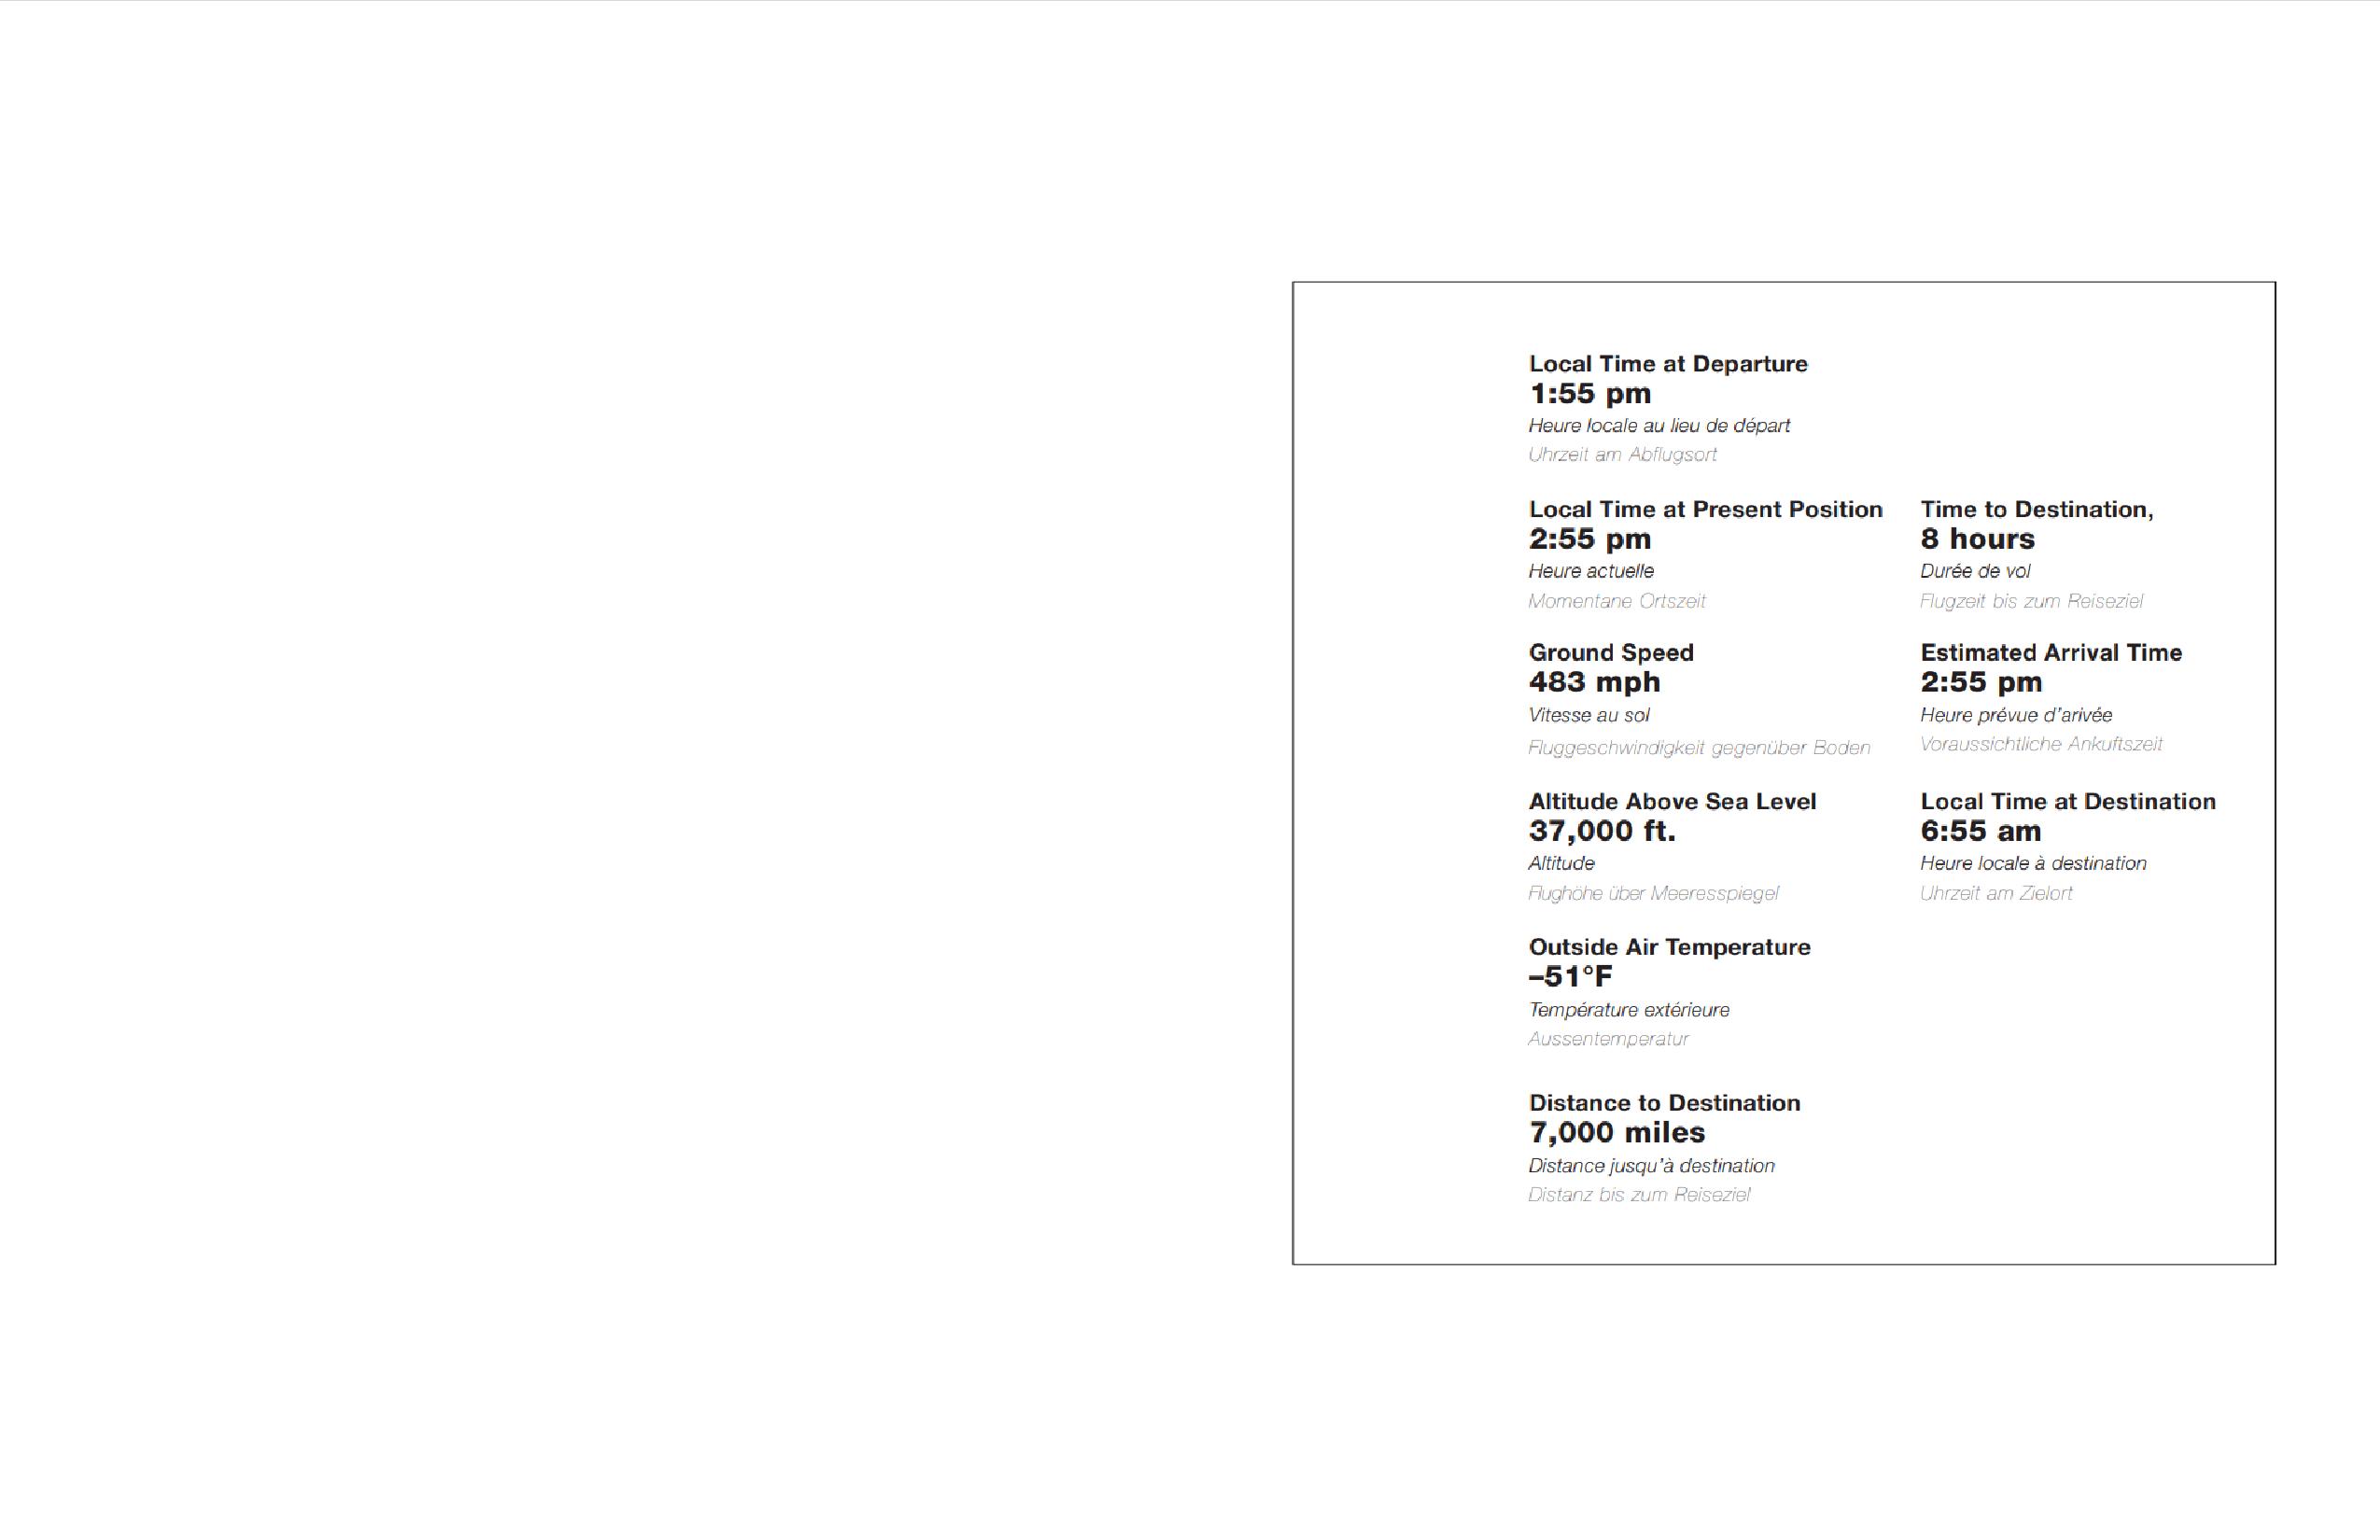 Local Time at Departure
1:55 pm
Heure locale au lieu de départ
Uhrzeit am Abflugsort
Local Time at Present Position
2:55 pm
Heure actuelle
Momentane Ortszeit
Ground Speed
483 mph
Vitesse au sol
Fluggeschwindigkeit gegenüber Boden
Altitude Above Sea Level
37,000 ft.
Altitude
Flughöhe über Meeresspiegel
Outside Air Temperature
–51°F
Température extérieure
Aussentemperatur
Distance to Destination
7,000 miles
Distance jusqu’à destination
Distanz bis zum Reiseziel
Time to Destination,
8 hours
Durée de vol
Flugzeit bis zum Reiseziel
Estimated Arrival Time
2:55 pm
Heure prévue d’arivée
Voraussichtliche Ankuftszeit
Local Time at Destination
6:55 am
Heure locale à destination
Uhrzeit am Zielort